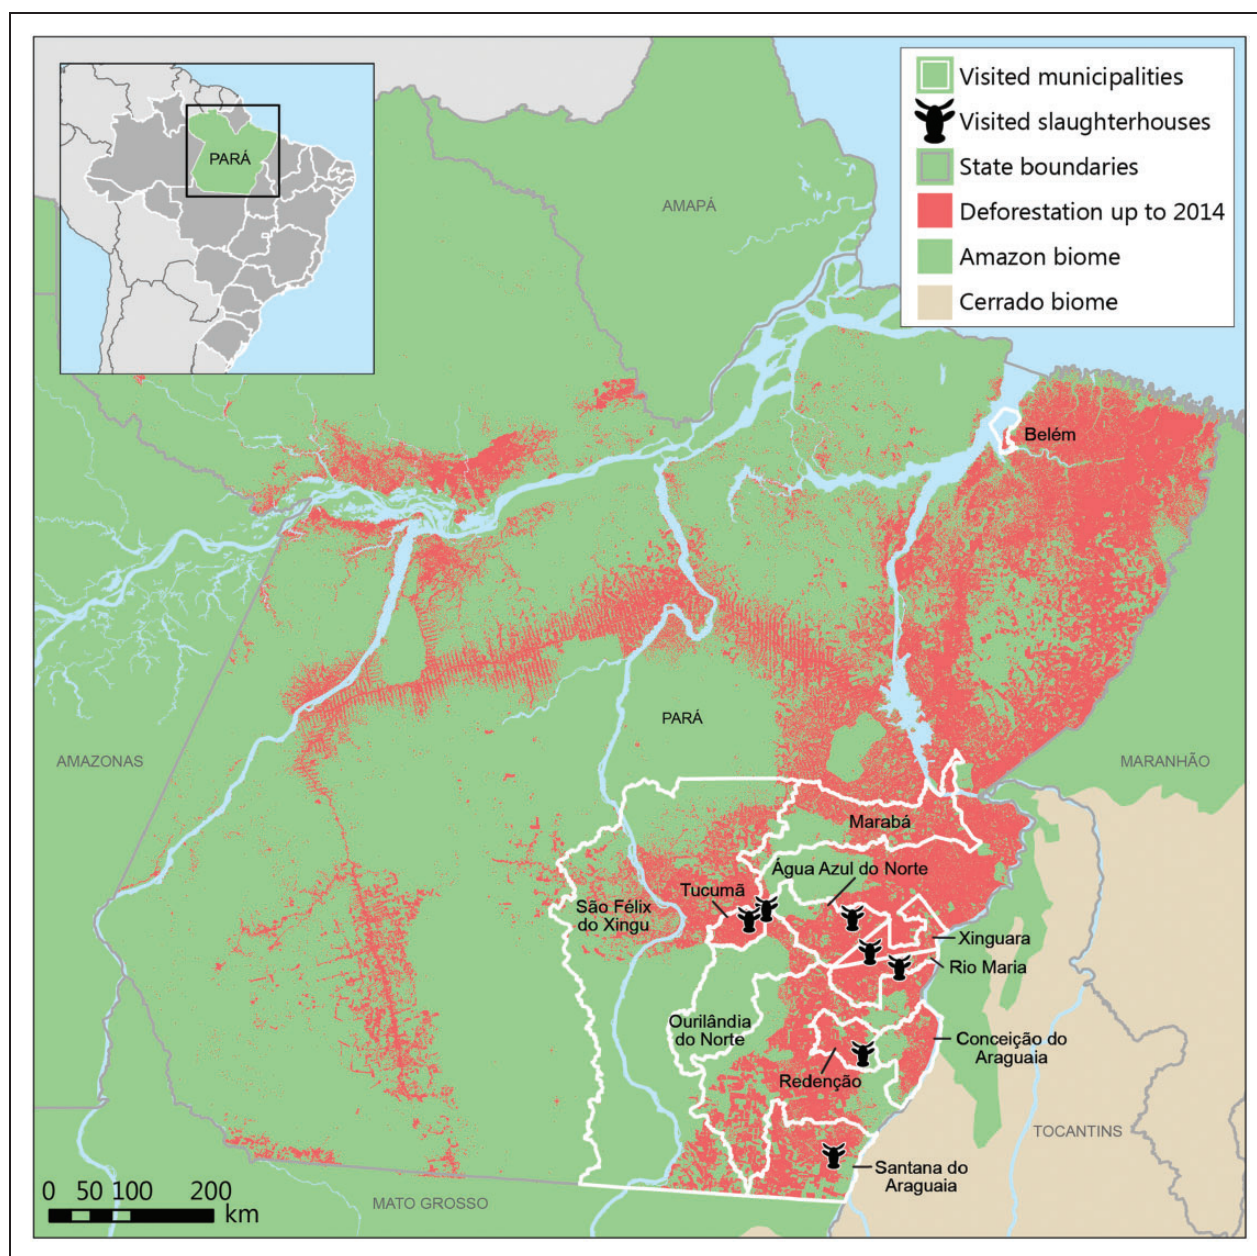 PARÁ
Visited municipalities
Visited slaughterhouses
State boundaries
Deforestation up to 2014
Amazon biome
Cerrado biome
AMAPÁ
Belém
PARÁ
AMAZONAS
MARANHÃO
Marabá
Água Azul do Norte
Tucumã
São Félix
do Xingu
Xinguara
Rio Maria
Ourilândia
do Norte
Conceição do
Araguaia
Redenção
TOCANTINS
Santana do
Araguaia
MATO GROSSO
0 50 100 200
km